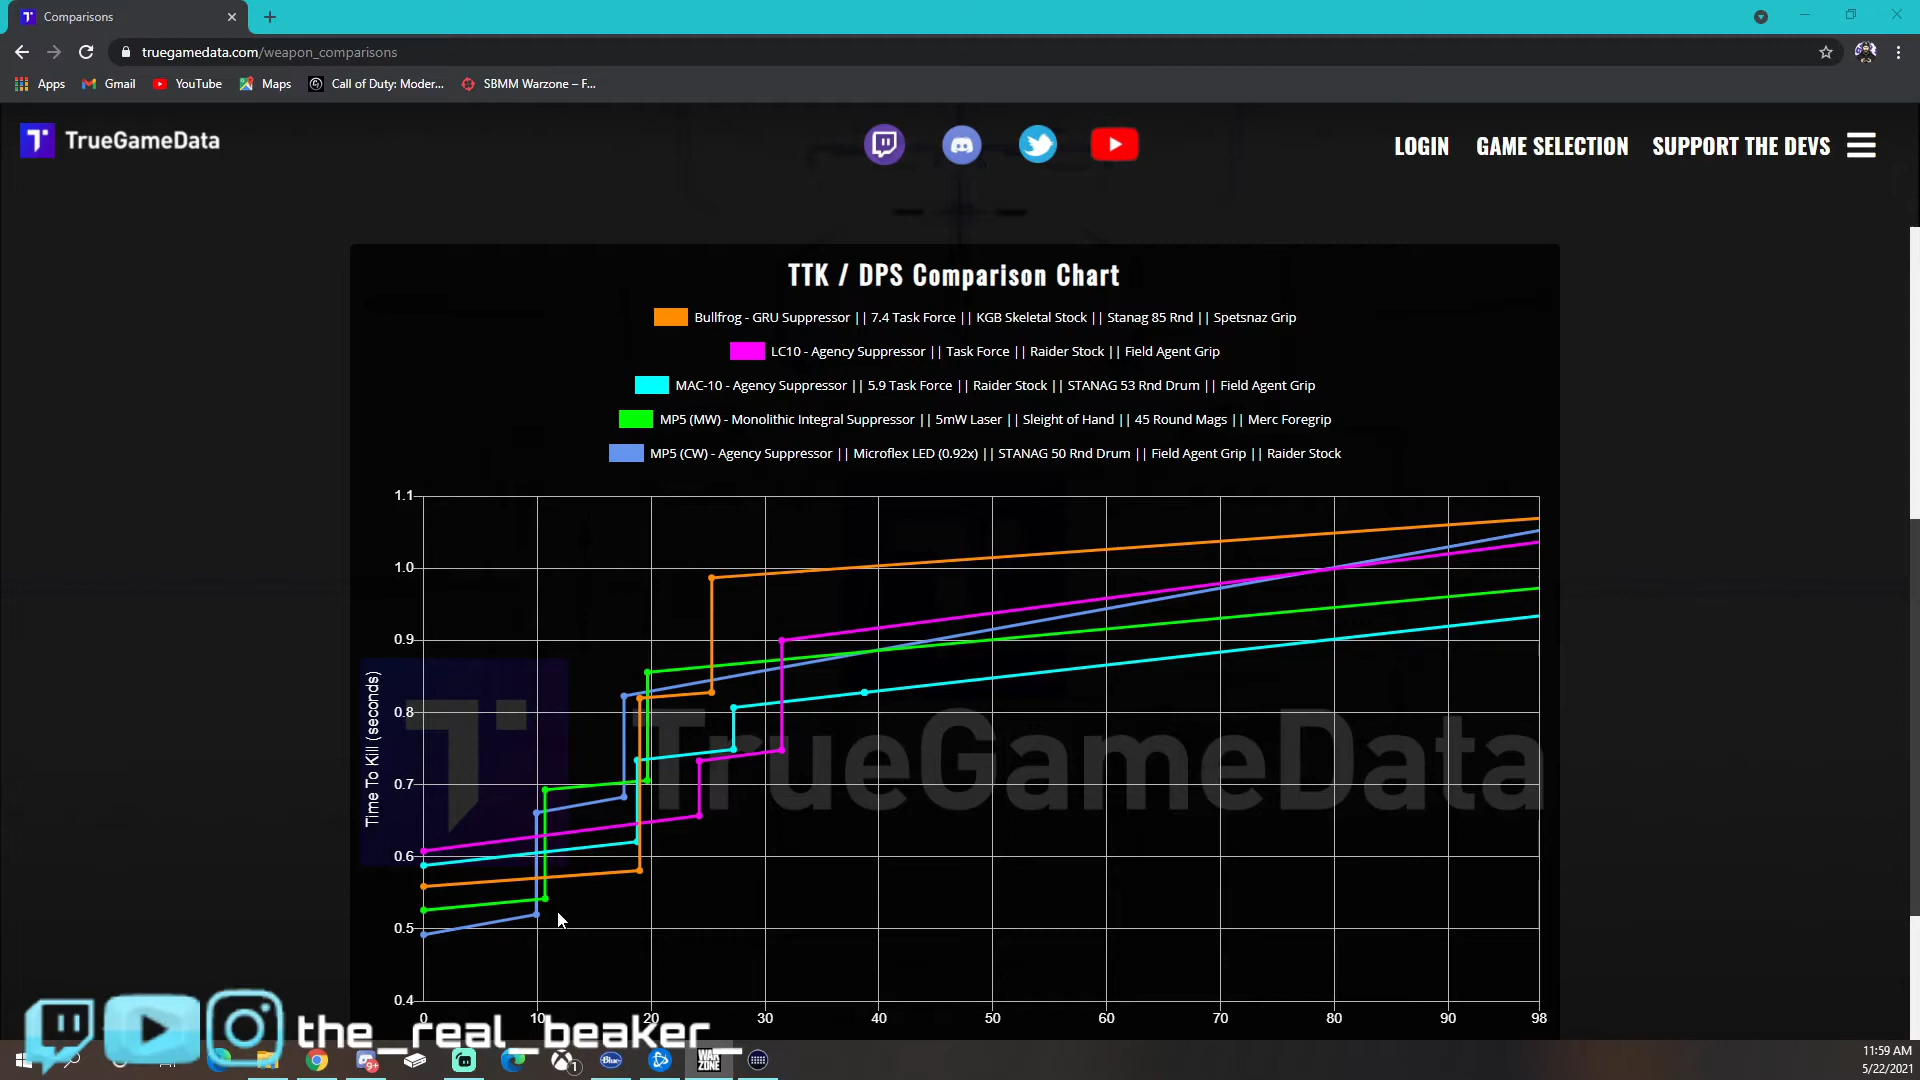 Comparisons
truegamedata.com/weapon_comparisons
Apps Gmail YouTube Maps Call of Duty: Moder... SBMM Warzone – F...
TrueGameData
LOGIN GAME SELECTION SUPPORT THE DEVS
TTK / DPS Comparison Chart
Bullfrog - GRU Suppressor || 7.4 Task Force || KGB Skeletal Stock || Stanag 85 Rnd || Spetsnaz Grip
LC10 - Agency Suppressor || Task Force || Raider Stock || Field Agent Grip
MAC-10 - Agency Suppressor || 5.9 Task Force || Raider Stock || STANAG 53 Rnd Drum || Field Agent Grip
MP5 (MW) - Monolithic Integral Suppressor || 5mW Laser || Sleight of Hand || 45 Round Mags || Merc Foregrip
MP5 (CW) - Agency Suppressor || Microflex LED (0.92x) || STANAG 50 Rnd Drum || Field Agent Grip || Raider Stock
1.1
1.0
0.9
0.8
0.7
0.6
0.5
0.4
Time To Kill (seconds)
TrueGameData
0 10 20 30 40 50 60 70 80 90 98
the_real_beaker_
9+
1
Blue
WAR
ZONE
11:59 AM
5/22/2021